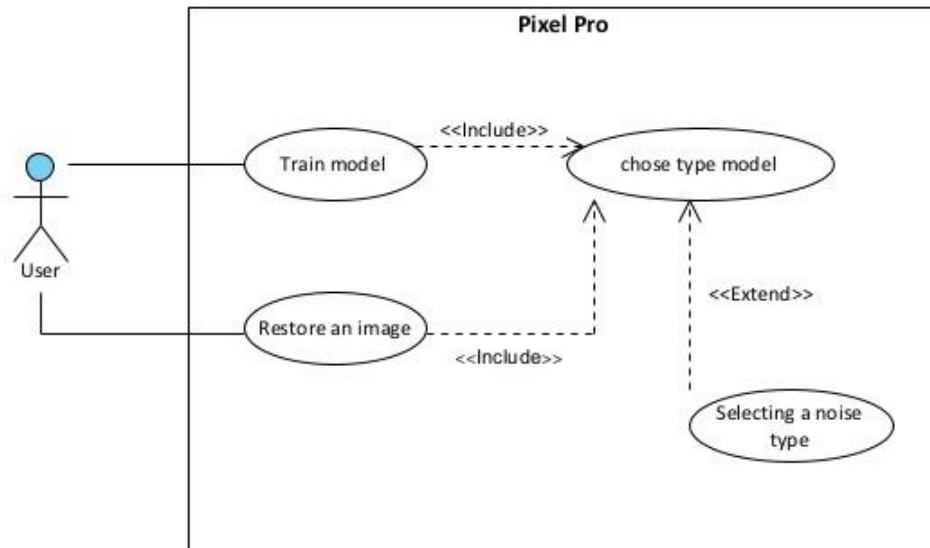 Pixel Pro
<<Include>>
Train model
chose type model
User
<<Extend>>
Restore an image
<<Include>>
Selecting a noise
type